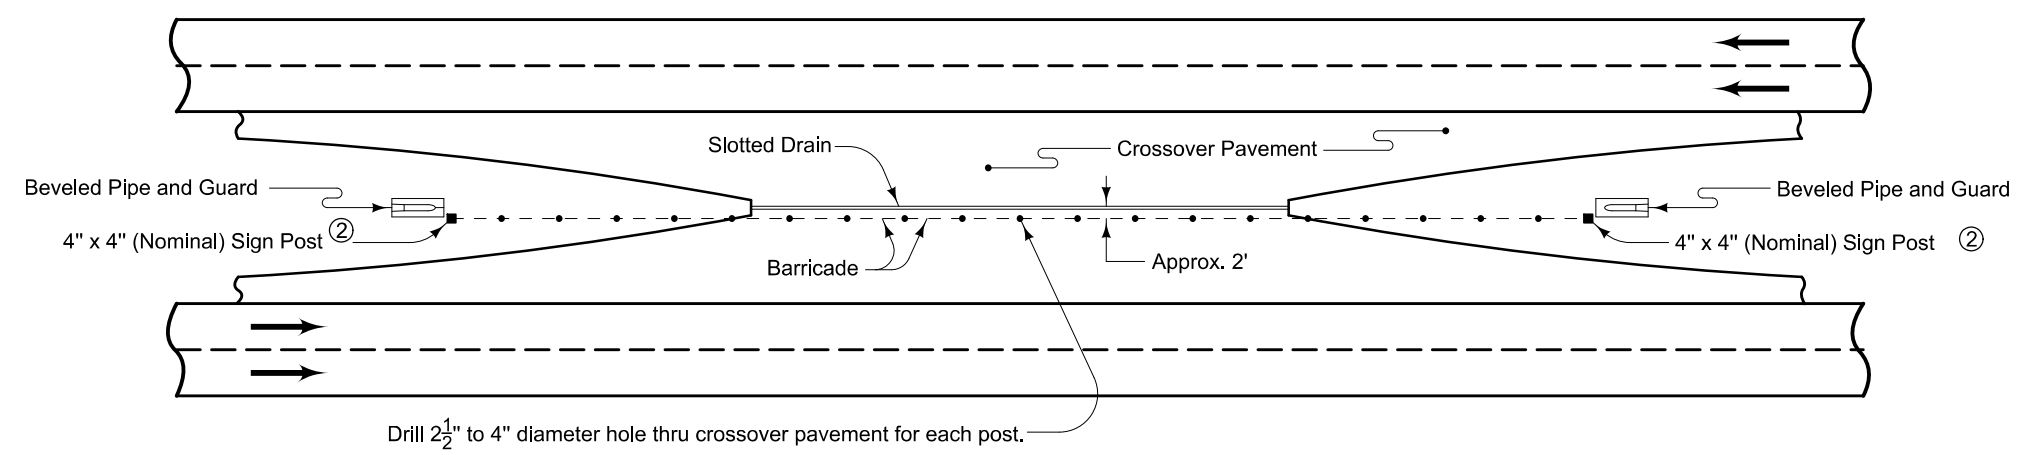 Slotted Drain
Crossover Pavement
Beveled Pipe and Guard
Beveled Pipe and Guard
4" x 4" (Nominal) Sign Post ②
4" x 4" (Nominal) Sign Post ②
Barricade
Approx. 2'
Drill 2½" to 4" diameter hole thru crossover pavement for each post.